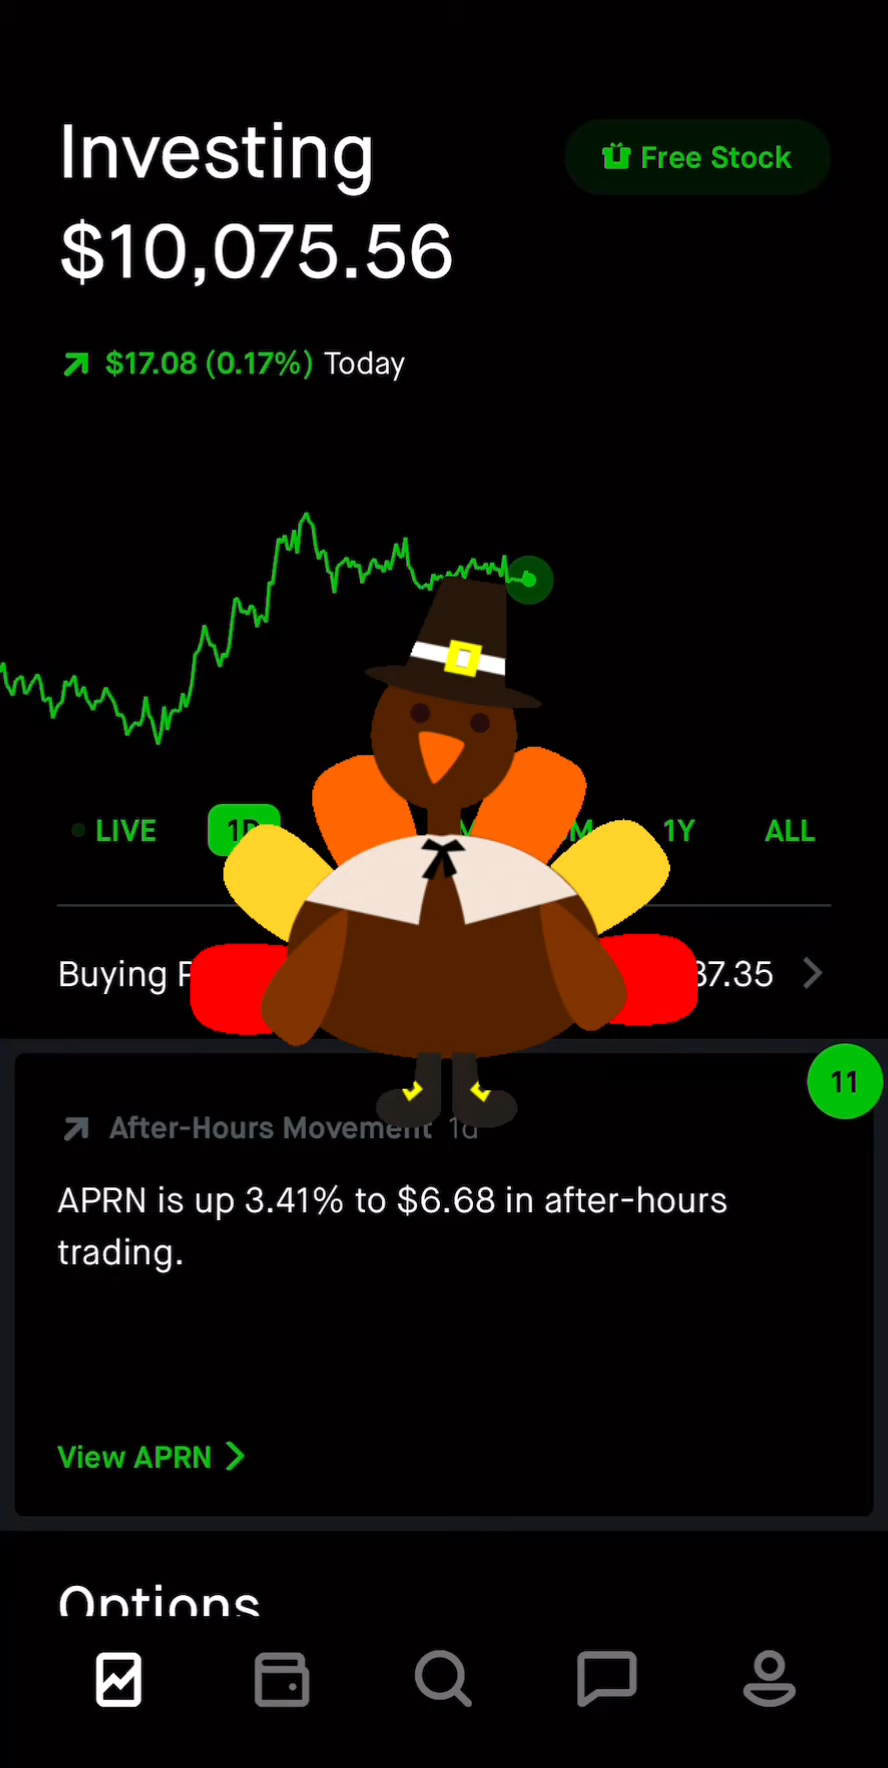 Investing
Free Stock
$10,075.56
$17.08 (0.17%) Today
LIVE
1Y
ALL
Buying
37.35
11
After-Hours Movement 1d
APRN is up 3.41% to $6.68 in after-hours
trading.
View APRN
Options